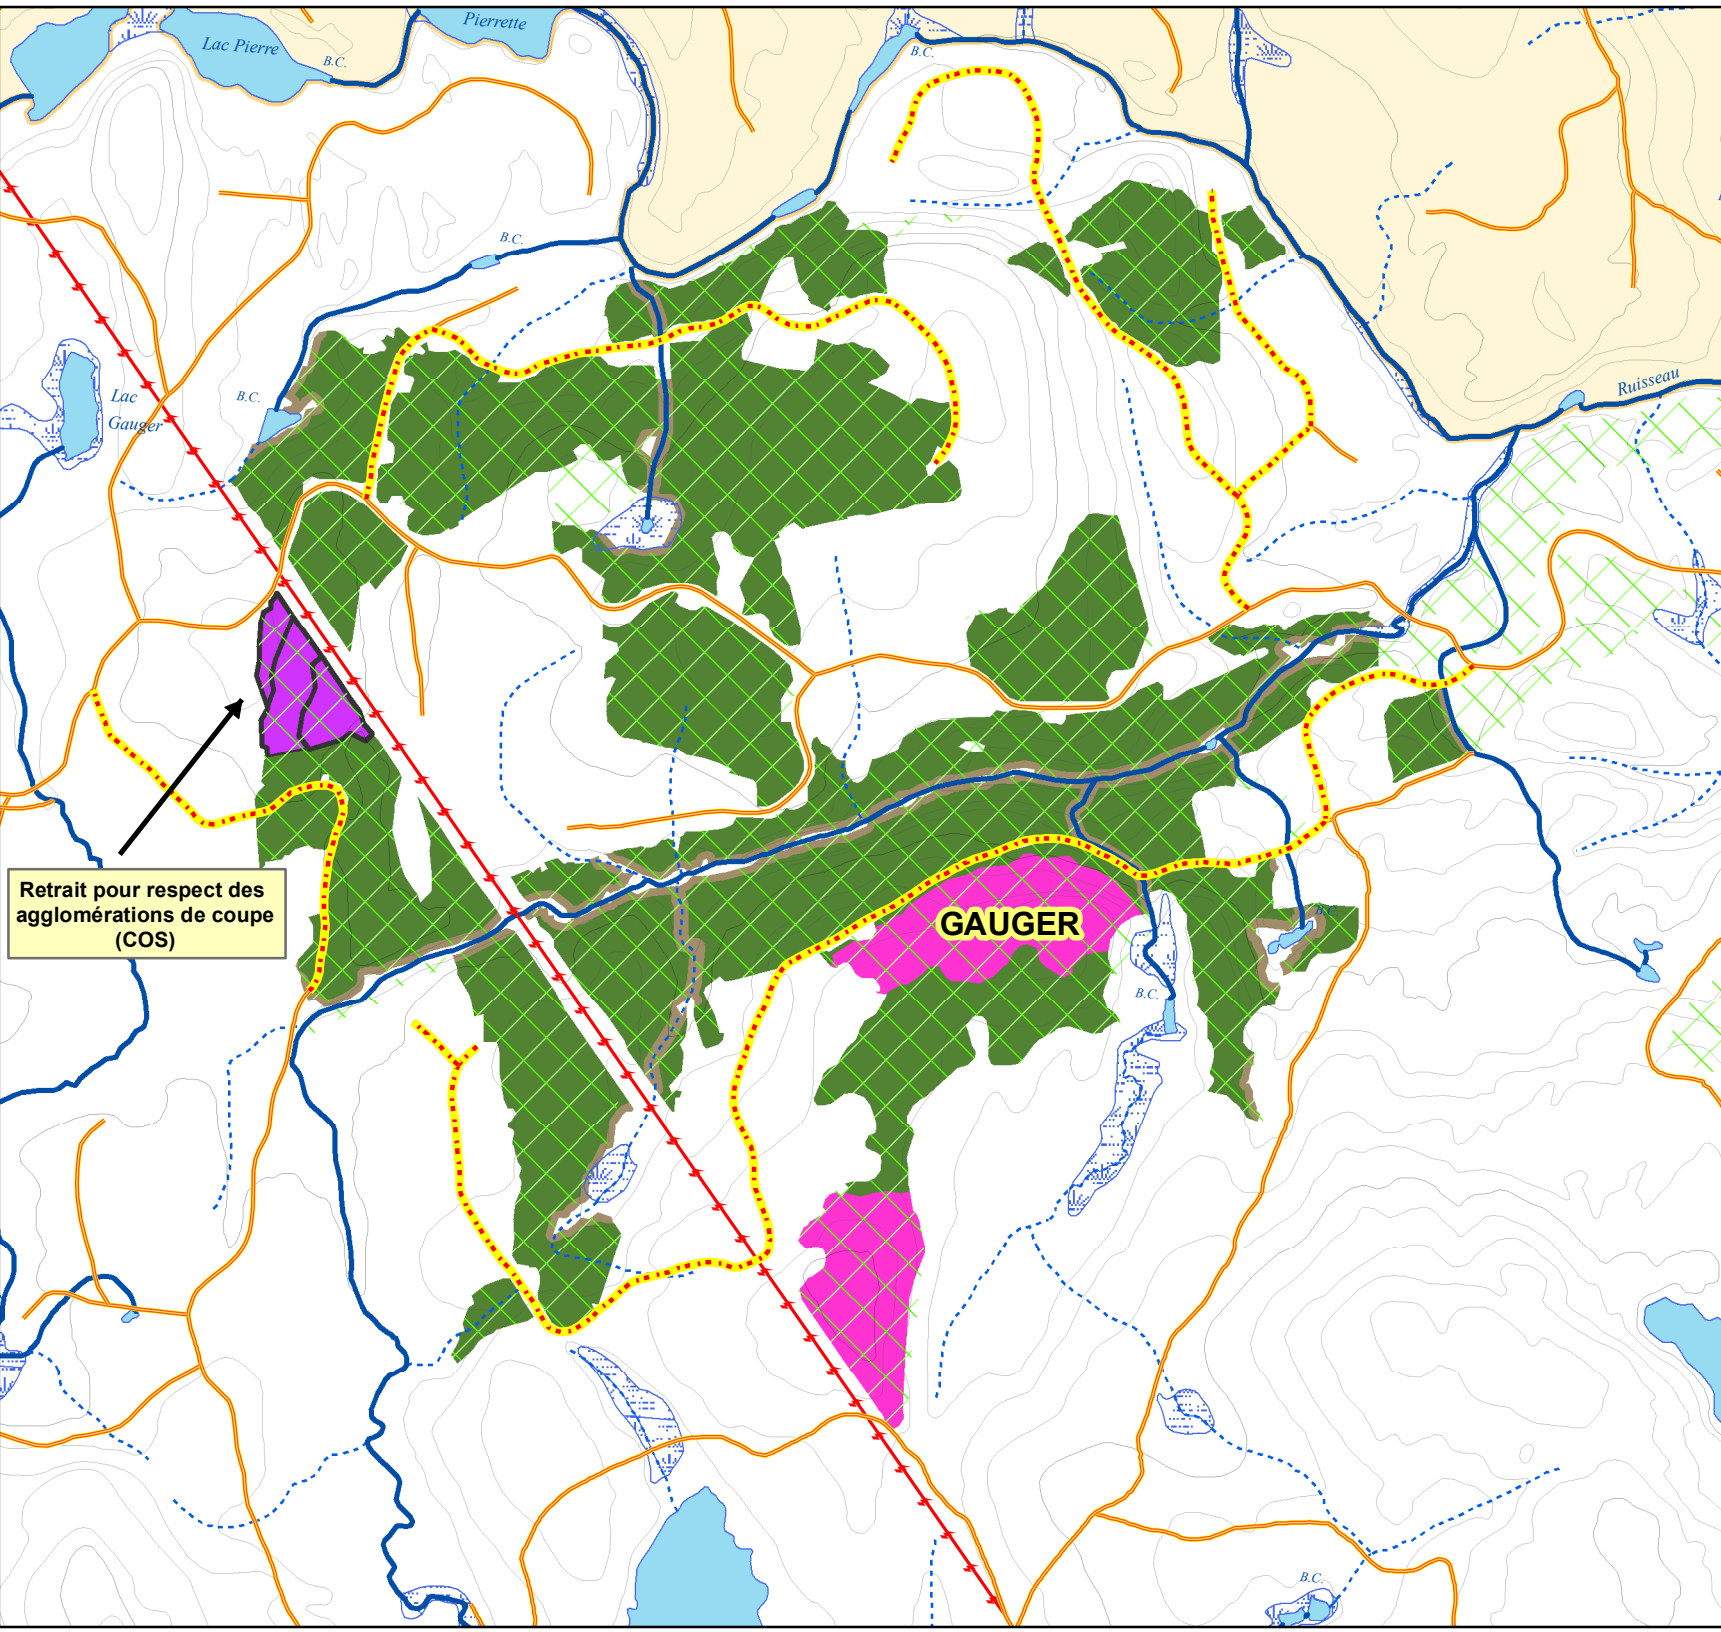 Pierrette
Lac Pierre
B.C.
B.C.
B.C.
Ruisseau
B.C.
Lac
Gauger
Retrait pour respect des
agglomérations de coupe
(COS)
GAUGER
B.C.
B.C.
B.C.